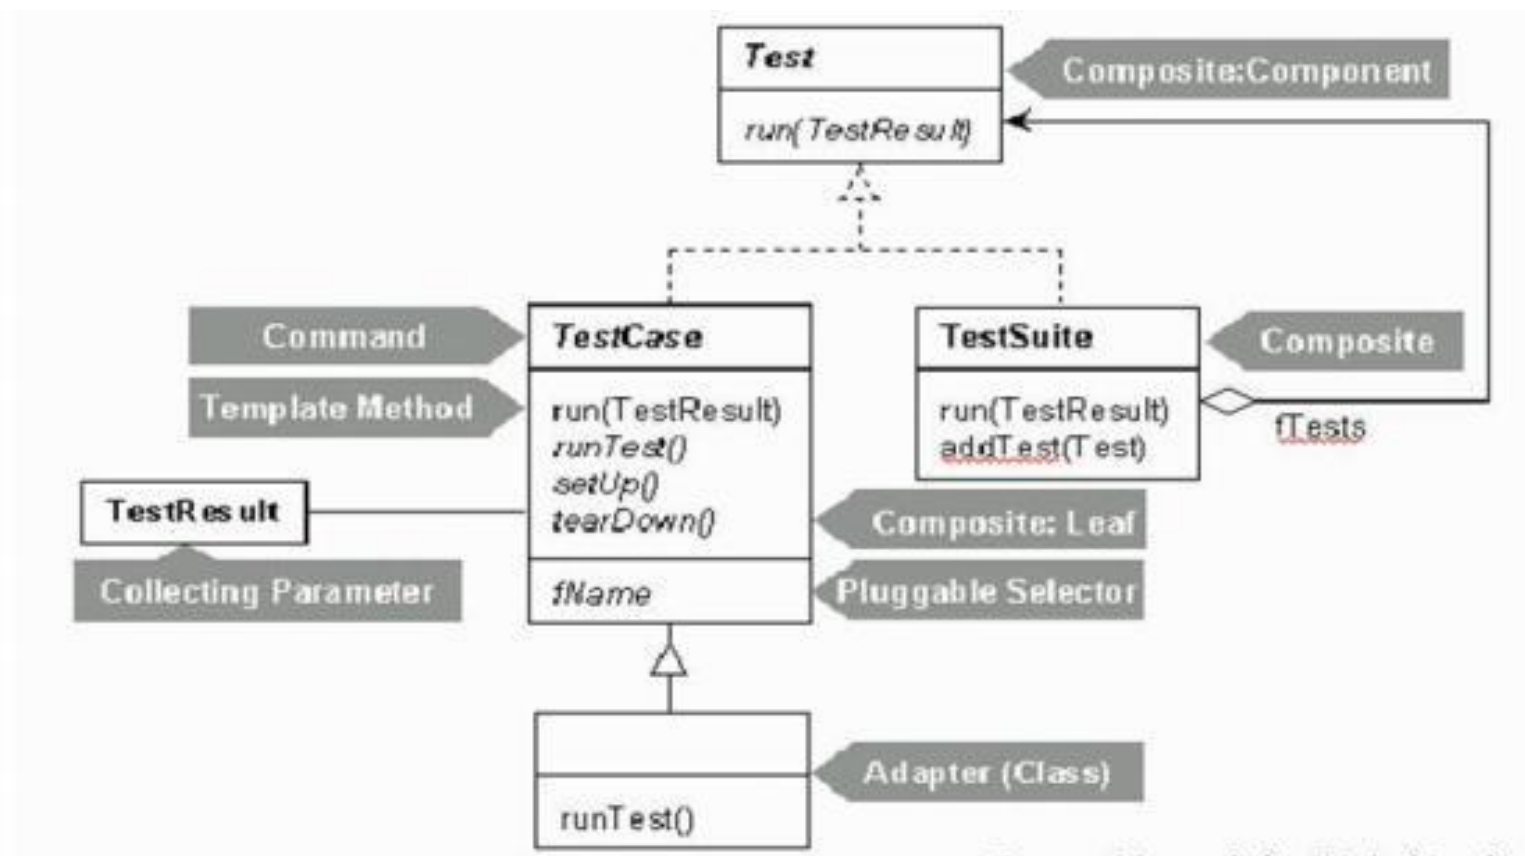 Test
Composite:Component
run(TestResult)
Command
TestCase
TestSuite
Composite
Template Method
run(TestResult)
runTest()
setUp()
tearDown()
run(TestResult)
addTest(Test)
fTests
TestResult
Composite: Leaf
Collecting Parameter
fName
Pluggable Selector
Adapter (Class)
runTest()